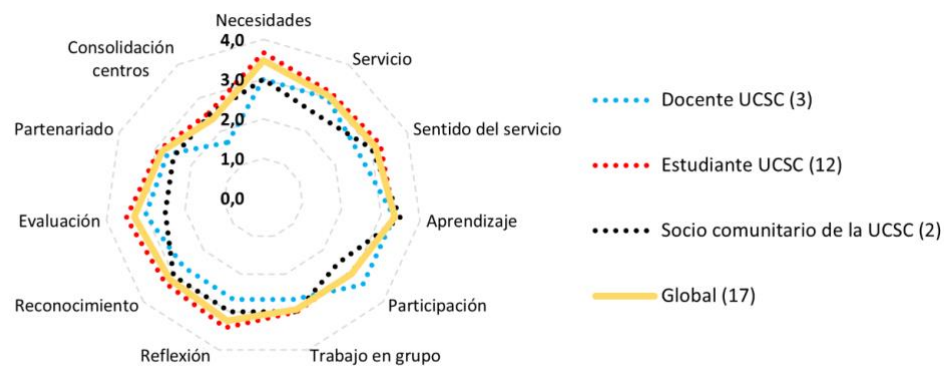 Necesidades
Servicio
Sentido del servicio
Aprendizaje
Participación
Trabajo en grupo
Reflexión
Reconocimiento
Evaluación
Partenariado
Consolidación
centros
4,0
3,0
2,0
1,0
0,0
Docente UCSC (3)
Estudiante UCSC (12)
Socio comunitario de la UCSC (2)
Global (17)